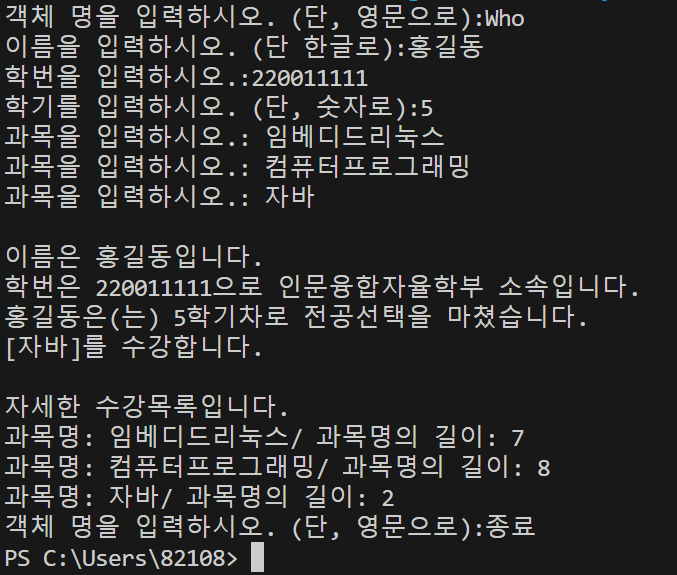 객체 명을 입력하시오. (단, 영문으로):Who
이름을 입력하시오. (단 한글로):홍길동
학번을 입력하시오.:220011111
학기를 입력하시오. (단, 숫자로):5
과목을 입력하시오.: 임베디드리눅스
과목을 입력하시오.: 컴퓨터프로그래밍
과목을 입력하시오.: 자바
이름은 홍길동입니다.
학번은 220011111으로 인문융합자율학부 소속입니다.
홍길동은(는) 5학기차로 전공선택을 마쳤습니다.
[자바]를 수강합니다.
자세한 수강목록입니다.
과목명: 임베디드리눅스/ 과목명의 길이: 7
과목명: 컴퓨터프로그래밍/ 과목명의 길이: 8
과목명: 자바/ 과목명의 길이: 2
객체 명을 입력하시오. (단, 영문으로):종료
PS C:\Users\82108>